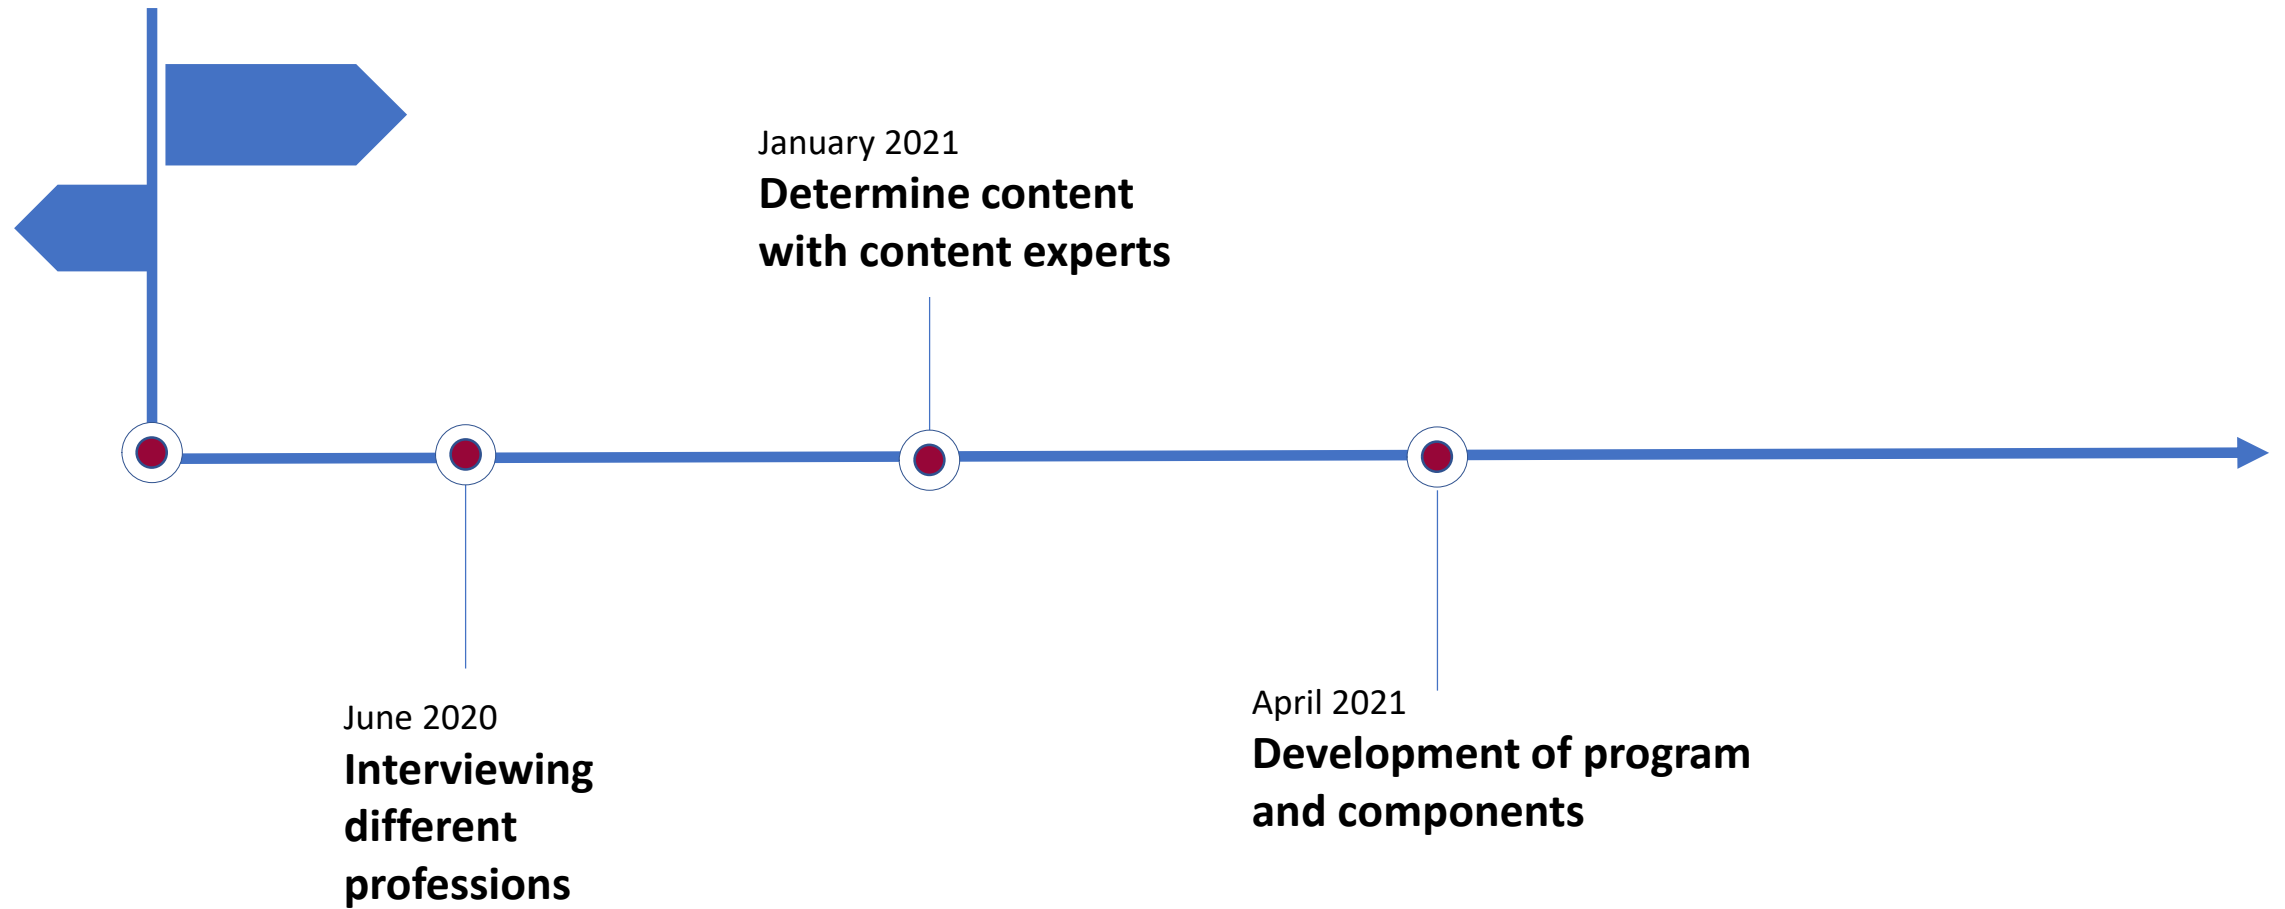 January 2021
Determine content
with content experts
June 2020
Interviewing
different
professions
April 2021
Development of program
and components